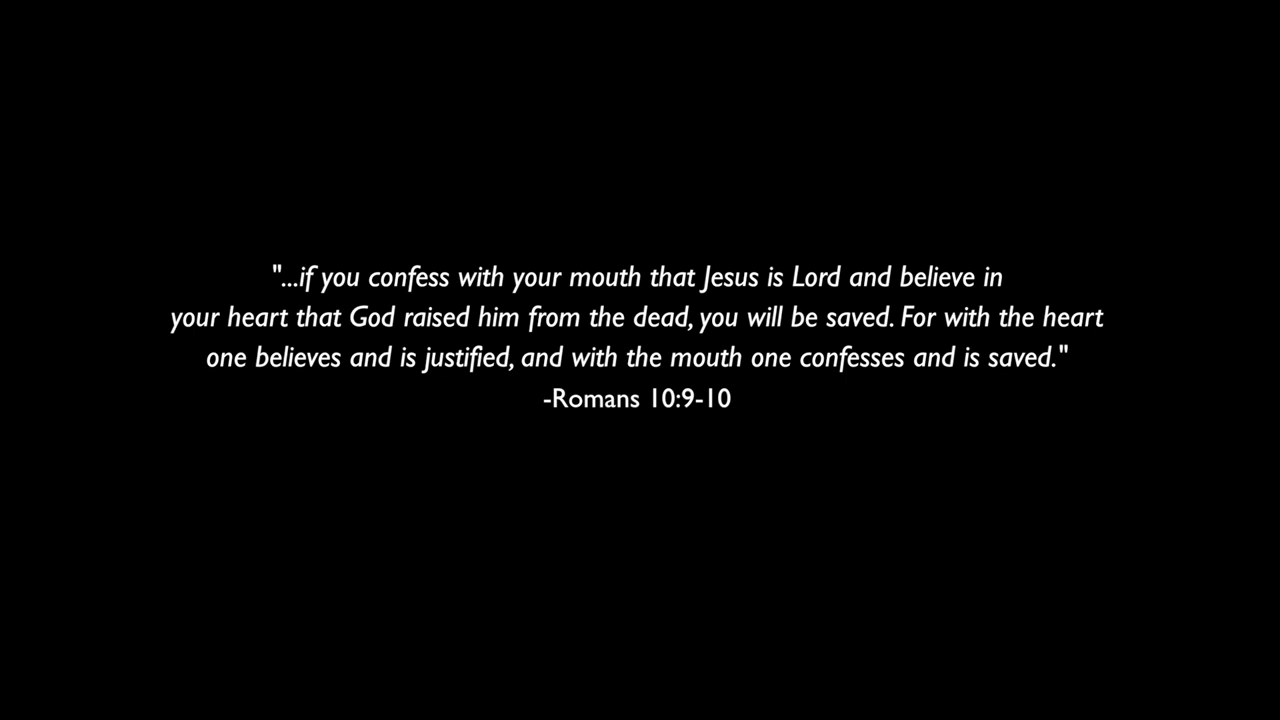 "...if you confess with your mouth that Jesus is Lord and believe in
your heart that God raised him from the dead, you will be saved. For with the heart
one believes and is justified, and with the mouth one confesses and is saved."
-Romans 10:9-10